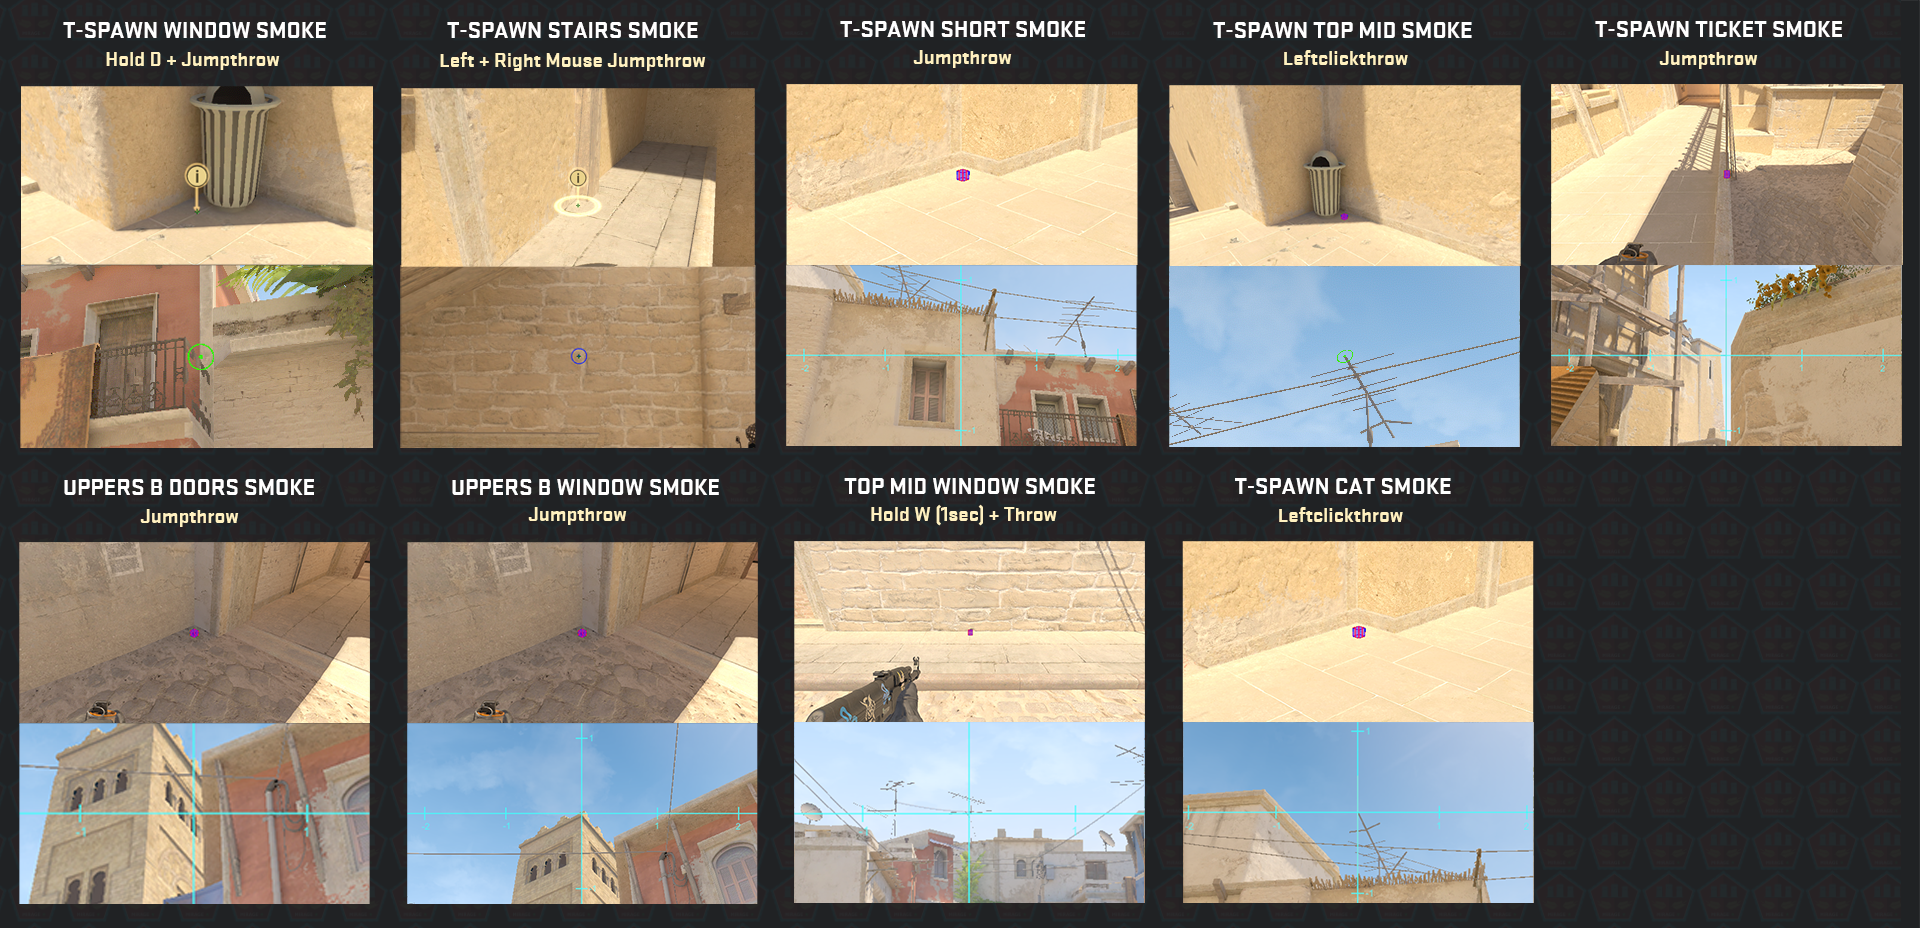 T-SPAWN WINDOW SMOKE
Hold D + Jumpthrow
T-SPAWN STAIRS SMOKE
Left + Right Mouse Jumpthrow
T-SPAWN SHORT SMOKE
Jumpthrow
T-SPAWN TOP MID SMOKE
Leftclickthrow
T-SPAWN TICKET SMOKE
Jumpthrow
UPPERS B DOORS SMOKE
Jumpthrow
UPPERS B WINDOW SMOKE
Jumpthrow
TOP MID WINDOW SMOKE
Hold W (1sec) + Throw
T-SPAWN CAT SMOKE
Leftclickthrow